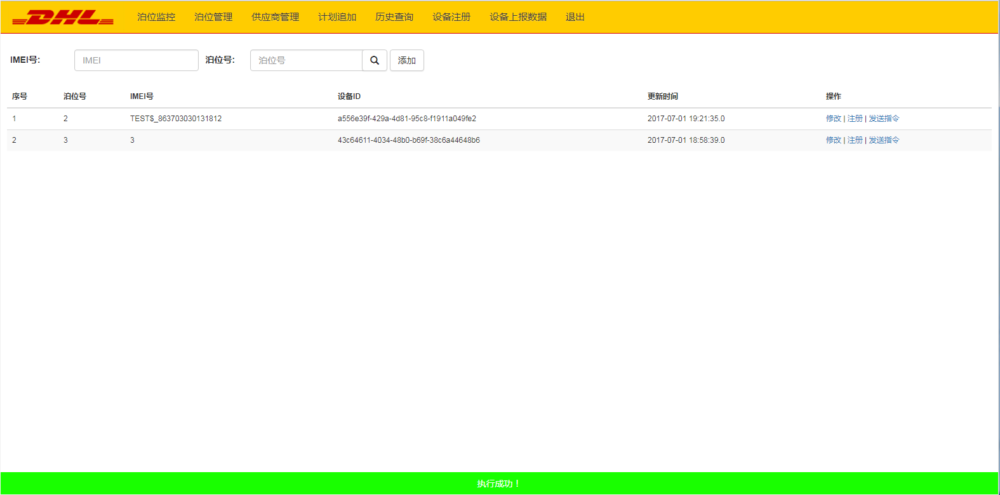 DHL 泊位监控 泊位管理 供应商管理 计划追加 历史查询 设备注册 设备上报数据 退出
IMEI号: IMEI 泊位号: 泊位号 添加
序号 泊位号 IMEI号 设备ID 更新时间 操作
1 2 TEST$_863703030131812 a556e39f-429a-4d81-95c8-f1911a049fe2 2017-07-01 19:21:35.0 修改 | 注册 | 发送指令
2 3 3 43c64611-4034-48b0-b69f-38c6a44648b6 2017-07-01 18:58:39.0 修改 | 注册 | 发送指令
执行成功！